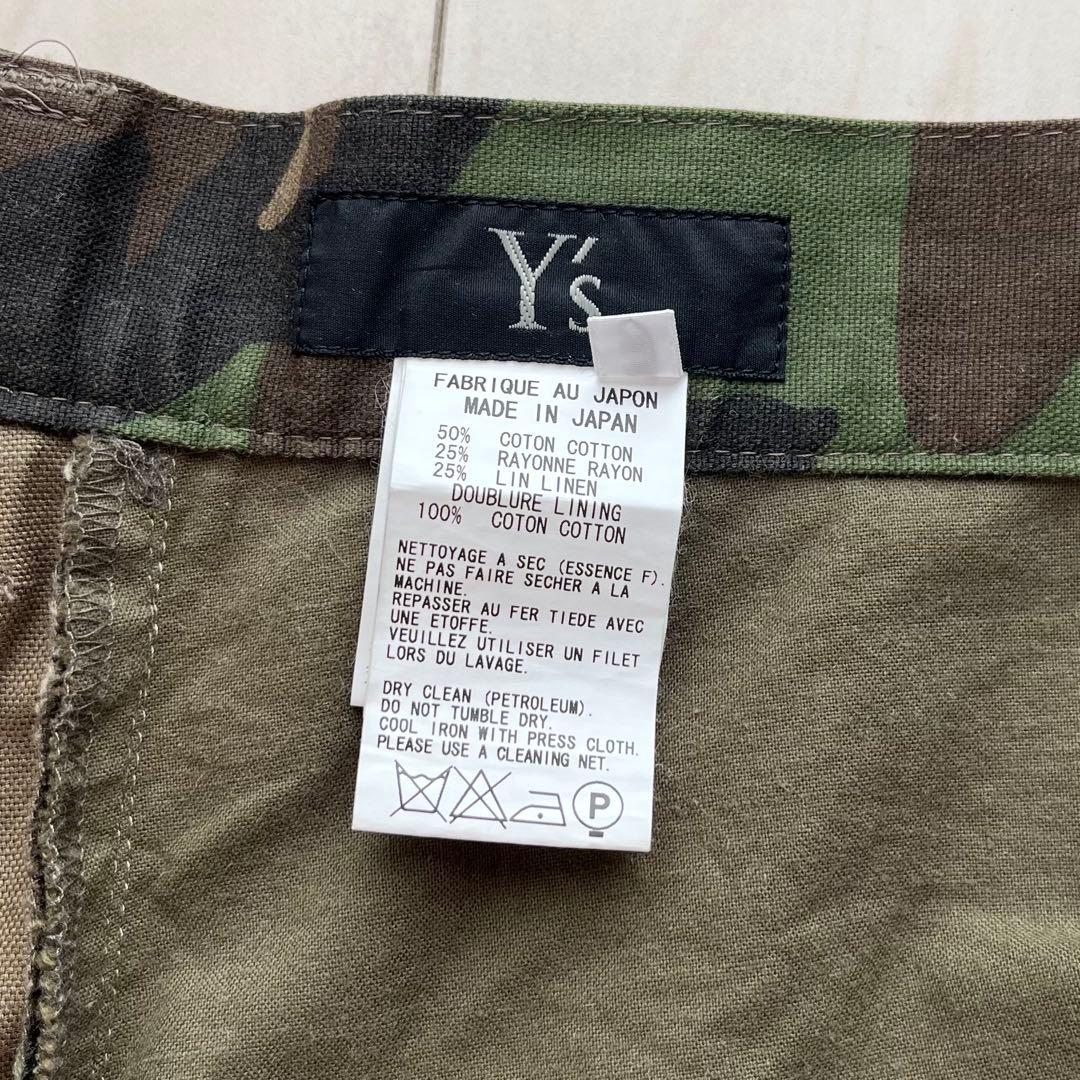 Y's
FABRIQUE AU JAPON
MADE IN JAPAN
50% COTON COTTON
25% RAYONNE RAYON
25% LIN LINEN
DOUBLURE LINING
100% COTON COTTON
NETTOYAGE A SEC (ESSENCE F).
NE PAS FAIRE SECHER A LA
MACHINE.
REPASSER AU FER TIEDE AVEC
UNE ETOFFE.
VEUILLEZ UTILISER UN FILET
LORS DU LAVAGE.
DRY CLEAN (PETROLEUM).
DO NOT TUMBLE DRY.
COOL IRON WITH PRESS CLOTH.
PLEASE USE A CLEANING NET.
P